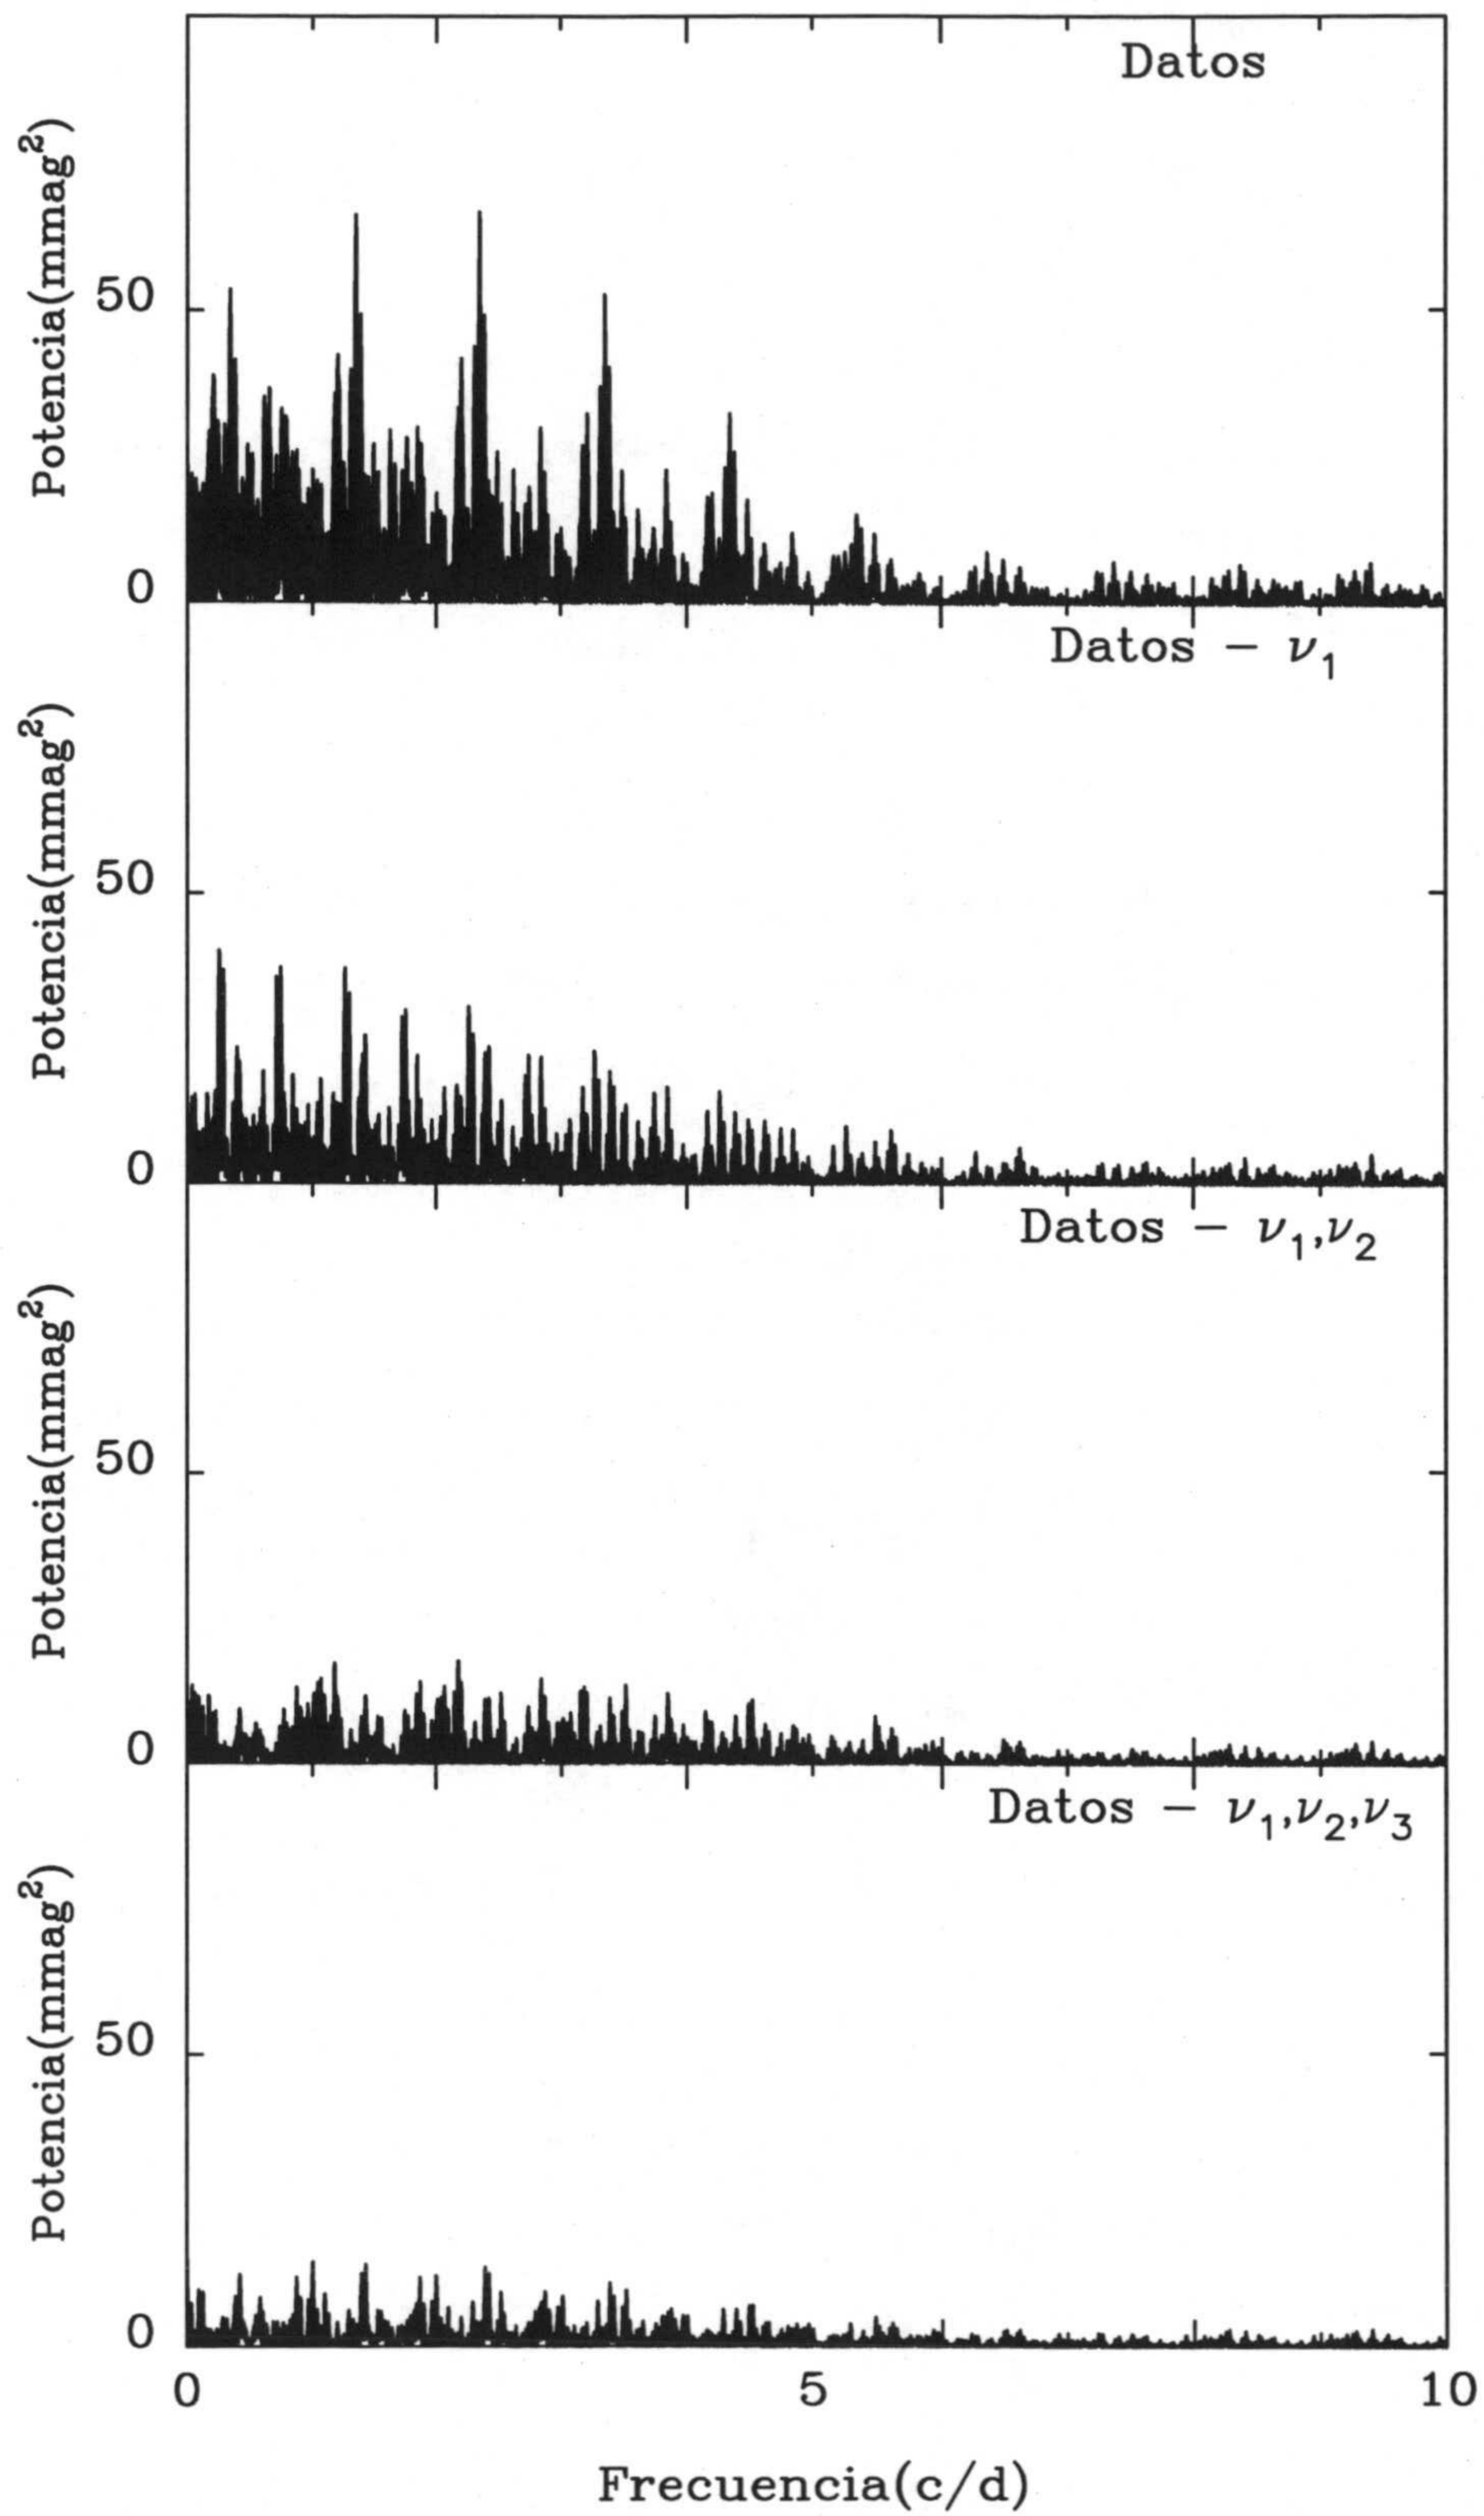 Datos
Potencia(mmag²)
50
0
Datos – ν₁
Potencia(mmag²)
50
0
Datos – ν₁,ν₂
Potencia(mmag²)
50
0
Datos – ν₁,ν₂,ν₃
Potencia(mmag²)
50
0
0 5 10
Frecuencia(c/d)